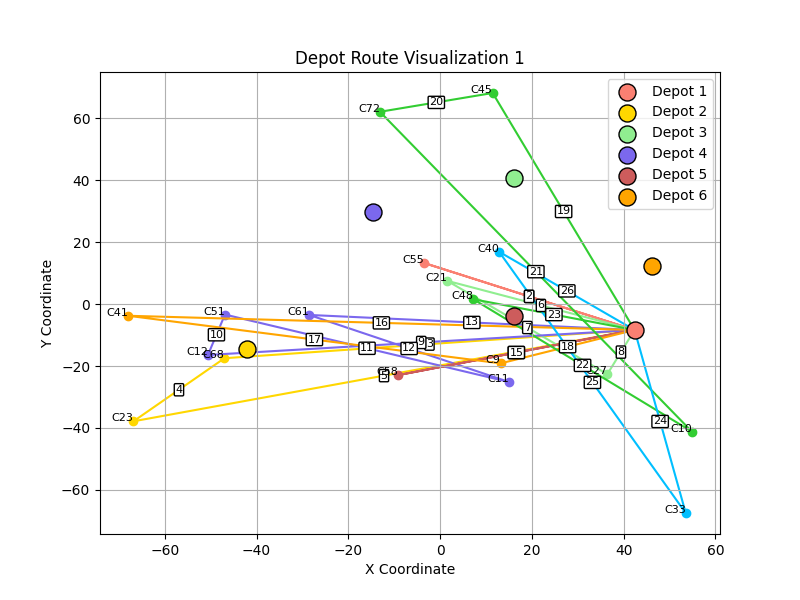 Depot Route Visualization 1
Depot 1
Depot 2
Depot 3
Depot 4
Depot 5
Depot 6
C45
20
C72
19
C40
C55
21
C21
26
C48
2
6
23
C41
C51
C61
16
13
7
10
17
9
3
14
11
12
15
18
8
C12
C68
C9
22
C27
C58
5
C11
25
4
C23
24
C10
C33
60
40
20
0
−20
−40
−60
−60
−40
−20
0
20
40
60
Y Coordinate
X Coordinate